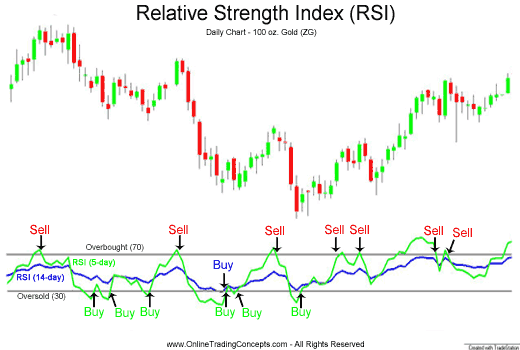 Relative Strength Index (RSI)
Daily Chart - 100 oz. Gold (ZG)
Sell
Sell
Sell
Sell
Sell
Sell
Sell
Overbought (70)
RSI (5-day)
RSI (14-day)
Buy
Oversold (30)
Buy
Buy
Buy
Buy
Buy
Buy
www.OnlineTradingConcepts.com - All Rights Reserved
Created with TradeStation